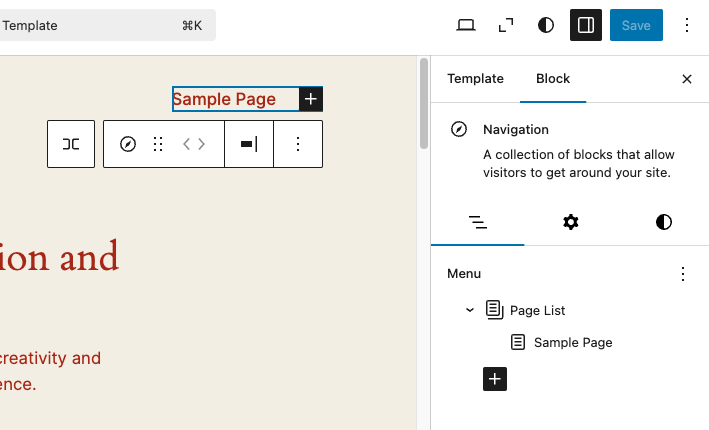 Template ⌘K
Save
Template Block
Sample Page
Navigation
A collection of blocks that allow
visitors to get around your site.
ion and
Menu
Page List
Sample Page
creativity and
ence.